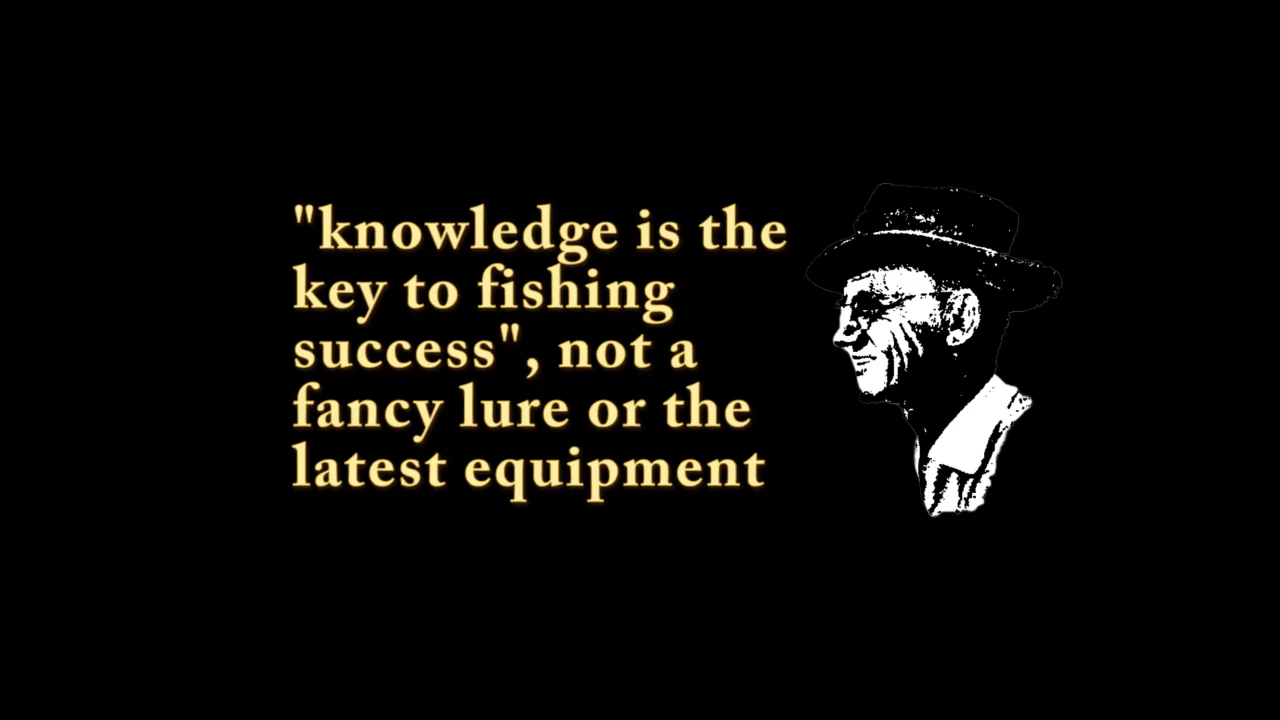 "knowledge is the
key to fishing
success", not a
fancy lure or the
latest equipment